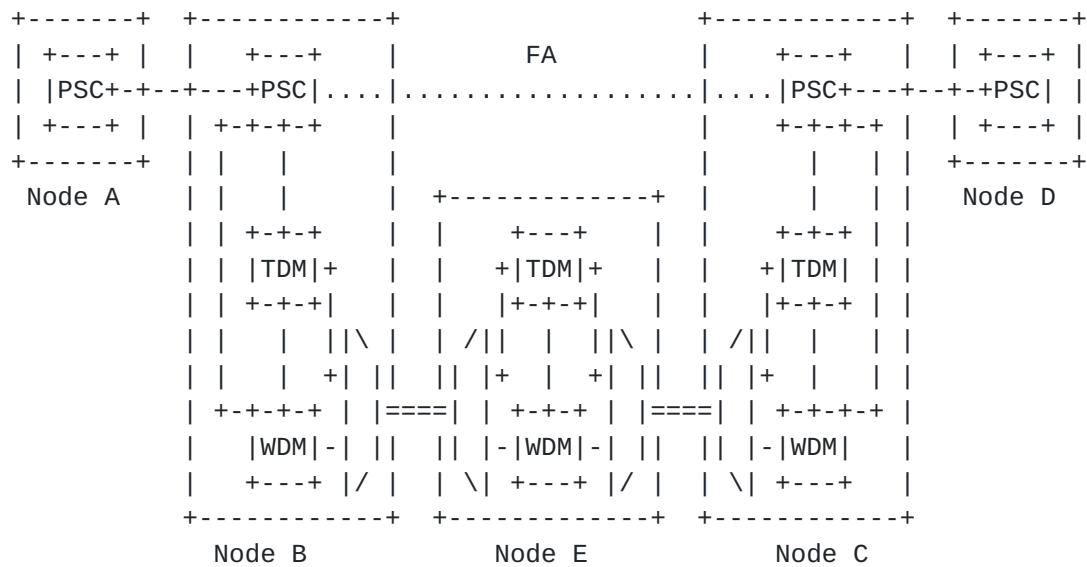 +-------+  +-------------+                   +-------------+  +-------+
| +---+ |  |   +---+     |        FA         |    +---+    |  | +---+ |
| |PSC+-+--+---+PSC|....|...................|....|PSC+---+--+-+PSC| |
| +---+ |  | +-+-+-+     |                   |    +-+-+-+ |  | +---+ |
+-------+  | |   |      |                   |      |   | |  +-------+
 Node A    | |   |      |  +-------------+  |      |   | |   Node D
           | | +-+-+    |  |    +---+    |  |    +-+-+ | |
           | | |TDM|+   |  |   +|TDM|+   |  |   +|TDM| | |
           | | +-+-+|   |  |   |+-+-+|   |  |   |+-+-+ | |
           | |   |  ||\ |  | /||  |  ||\ |  | /||  |   | |
           | |   |  +| ||  || |+  |  +| ||  || |+  |   | |
           | +-+-+-+ | |====| | +-+-+ | |====| | +-+-+-+ |
           |   |WDM|-| ||  || |-|WDM|-| ||  || |-|WDM|   |
           |   +---+ |/ |  | \| +---+ |/ |  | \| +---+   |
           +------------+  +-------------+  +------------+
             Node B            Node E            Node C